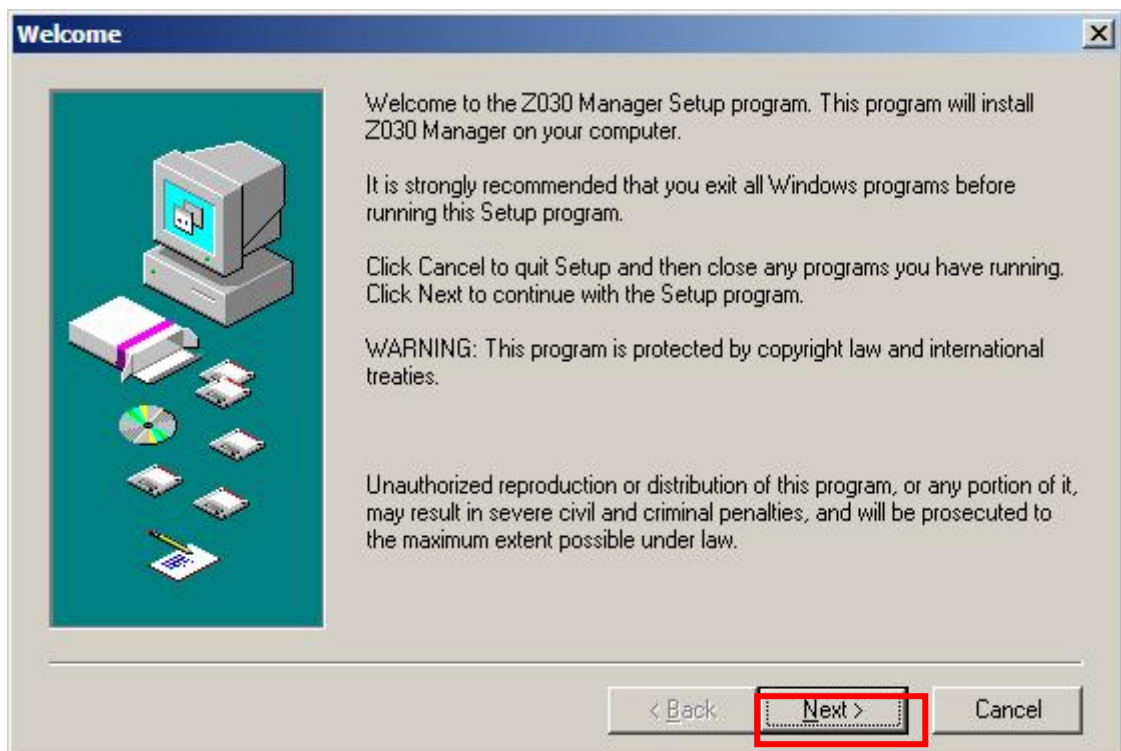 Welcome
Welcome to the Z030 Manager Setup program. This program will install
Z030 Manager on your computer.
It is strongly recommended that you exit all Windows programs before
running this Setup program.
Click Cancel to quit Setup and then close any programs you have running.
Click Next to continue with the Setup program.
WARNING: This program is protected by copyright law and international
treaties.
Unauthorized reproduction or distribution of this program, or any portion of it,
may result in severe civil and criminal penalties, and will be prosecuted to
the maximum extent possible under law.
< Back
Next >
Cancel